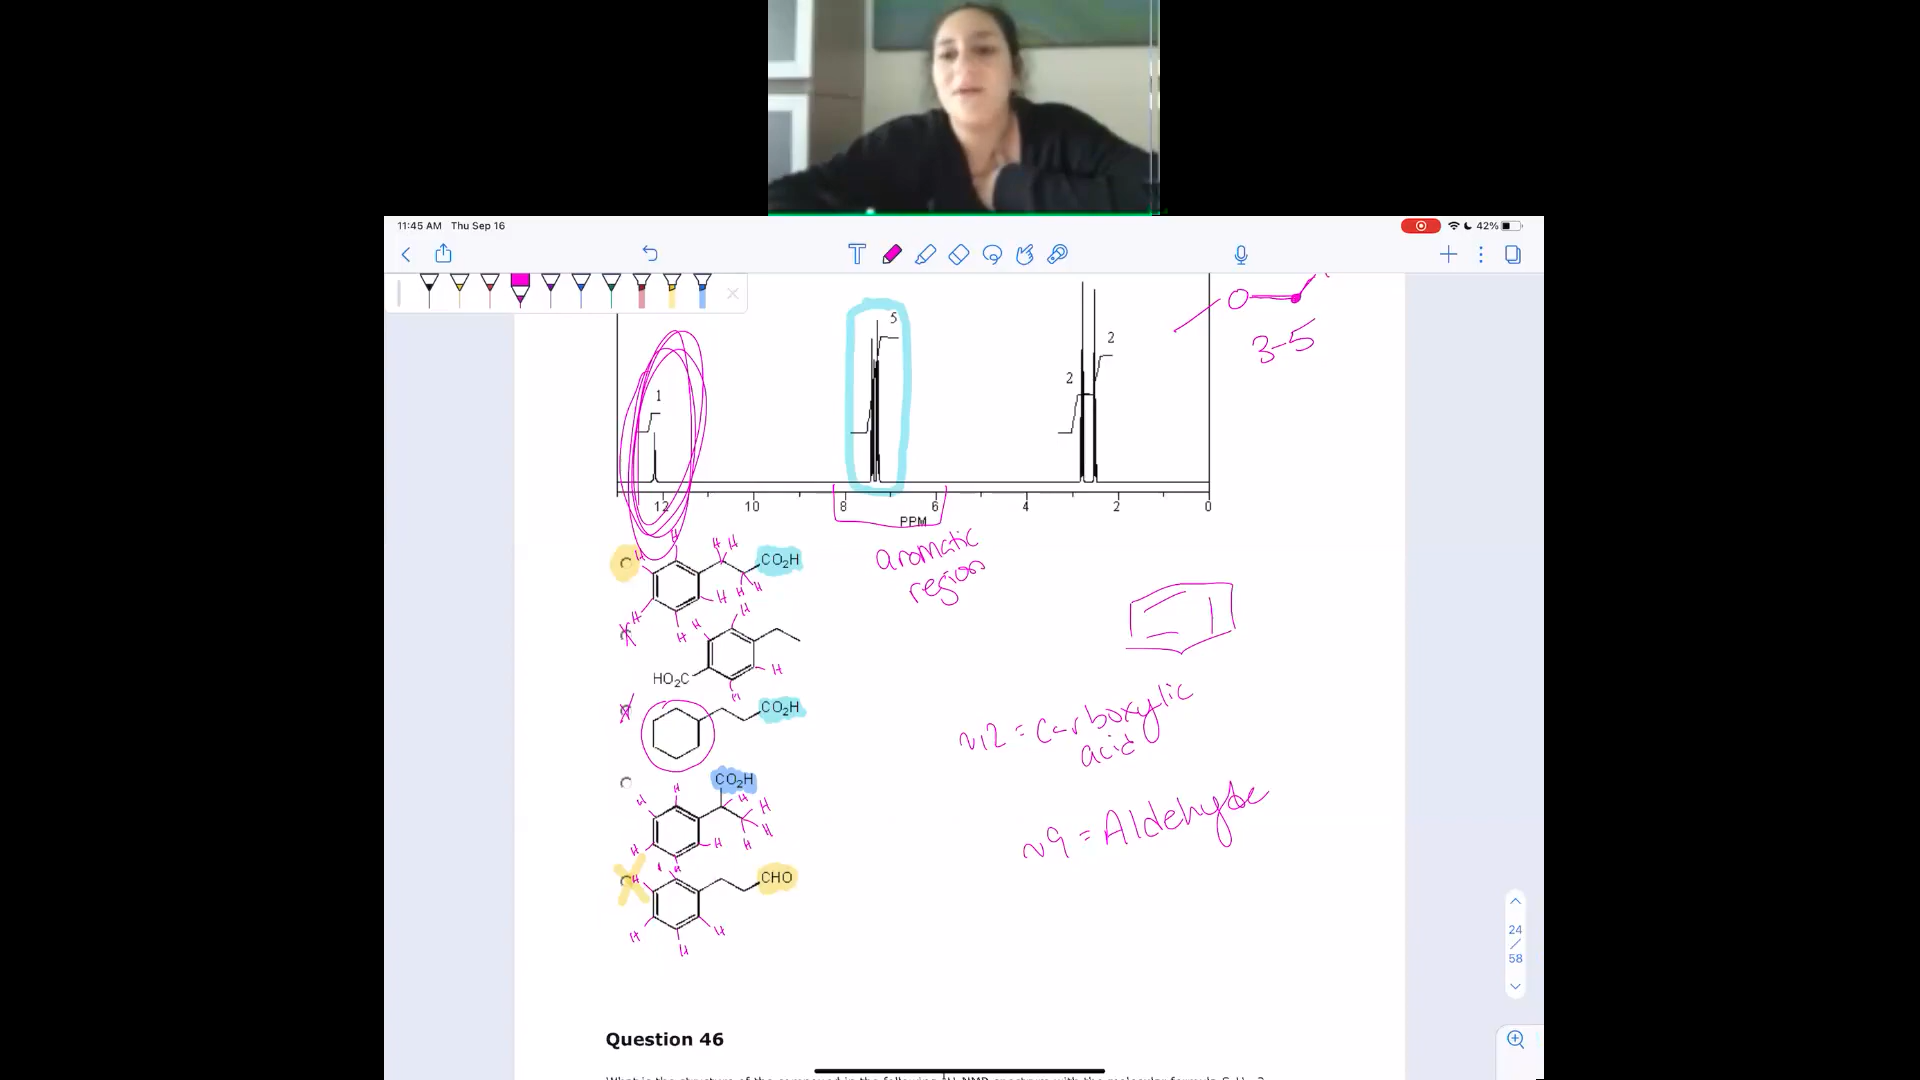 11:45 AM Thu Sep 16
42%
T
5
2
2
1
3-5
12 10 8 6 4 2 0
PPM
aromatic
region
H H H H
CO₂H
H H H
H H
H H
H
HO₂C
H
CO₂H
~12 = carboxylic
acid
CO₂H
H H H H
H
H H H
~9 = Aldehyde
H H
CHO
H H
H
24
/
58
Question 46